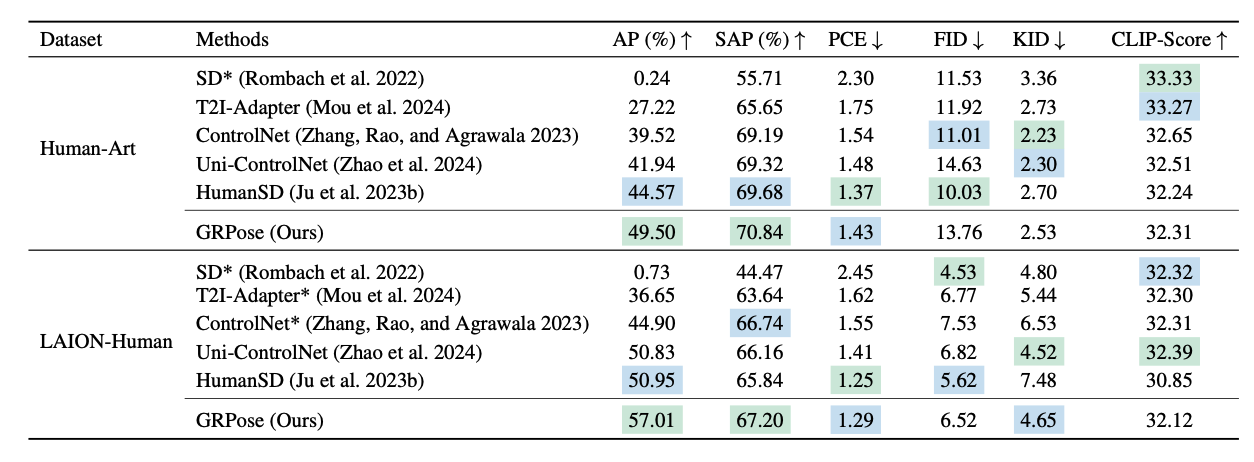 Dataset Methods AP (%) ↑ SAP (%) ↑ PCE ↓ FID ↓ KID ↓ CLIP-Score ↑
SD* (Rombach et al. 2022) 0.24 55.71 2.30 11.53 3.36 33.33
T2I-Adapter (Mou et al. 2024) 27.22 65.65 1.75 11.92 2.73 33.27
ControlNet (Zhang, Rao, and Agrawala 2023) 39.52 69.19 1.54 11.01 2.23 32.65
Human-Art
Uni-ControlNet (Zhao et al. 2024) 41.94 69.32 1.48 14.63 2.30 32.51
HumanSD (Ju et al. 2023b) 44.57 69.68 1.37 10.03 2.70 32.24
GRPose (Ours) 49.50 70.84 1.43 13.76 2.53 32.31
SD* (Rombach et al. 2022) 0.73 44.47 2.45 4.53 4.80 32.32
T2I-Adapter* (Mou et al. 2024) 36.65 63.64 1.62 6.77 5.44 32.30
ControlNet* (Zhang, Rao, and Agrawala 2023) 44.90 66.74 1.55 7.53 6.53 32.31
LAION-Human
Uni-ControlNet (Zhao et al. 2024) 50.83 66.16 1.41 6.82 4.52 32.39
HumanSD (Ju et al. 2023b) 50.95 65.84 1.25 5.62 7.48 30.85
GRPose (Ours) 57.01 67.20 1.29 6.52 4.65 32.12